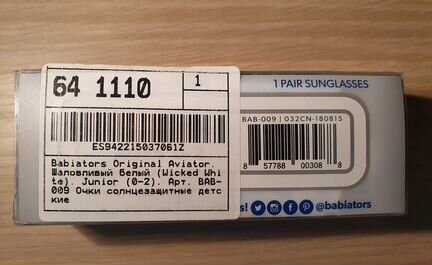 64 1110
1
ES942215037061Z
Babiators Original Aviator.
Шаловливый белый (Wicked Whi
te). Junior (0-2). Арт. BAB-
009 Очки солнцезащитные детс
кие
1 PAIR SUNGLASSES
BAB-009 | 032CN-180815
8 57788 00308 8
s! @babiators